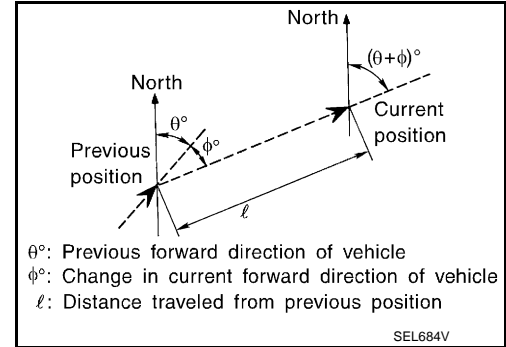 North
(θ+ϕ)°
North
θ°
ϕ°
Current
position
Previous
position
ℓ
θ°: Previous forward direction of vehicle
ϕ°: Change in current forward direction of vehicle
ℓ: Distance traveled from previous position
SEL684V